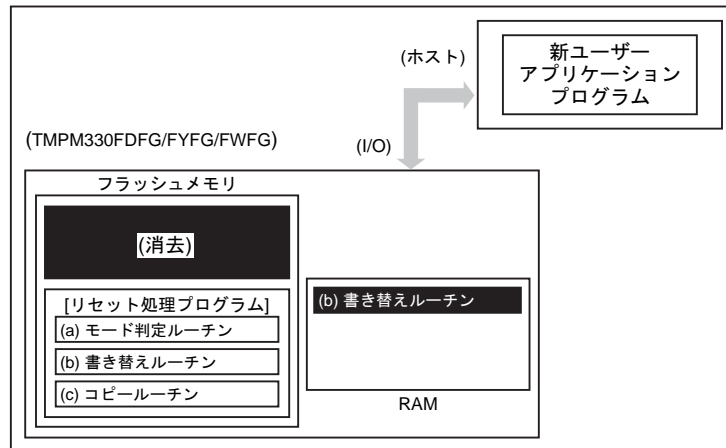 (ホスト)
新ユーザー
アプリケーション
プログラム
(TMPM330FDFG/FYFG/FWFG)
(I/O)
フラッシュメモリ
(消去)
[リセット処理プログラム]
(a) モード判定ルーチン
(b) 書き替えルーチン
(c) コピールーチン
(b) 書き替えルーチン
RAM